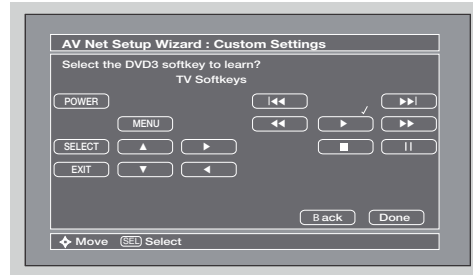 AV Net Setup Wizard : Custom Settings
Select the DVD3 softkey to learn?
TV Softkeys
POWER
MENU
SELECT
EXIT
Back Done
Move SEL Select